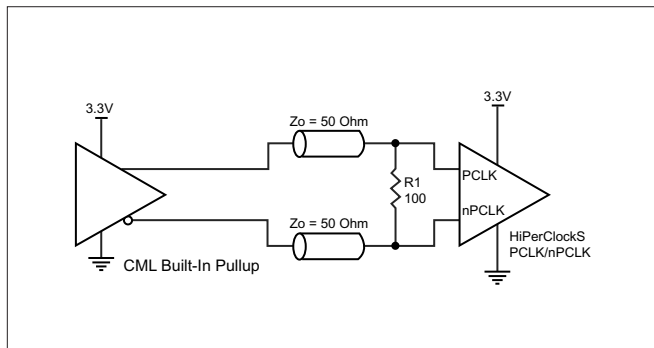 3.3V
3.3V
Zo = 50 Ohm
PCLK
R1
100
nPCLK
Zo = 50 Ohm
HiPerClockS
PCLK/nPCLK
CML Built-In Pullup